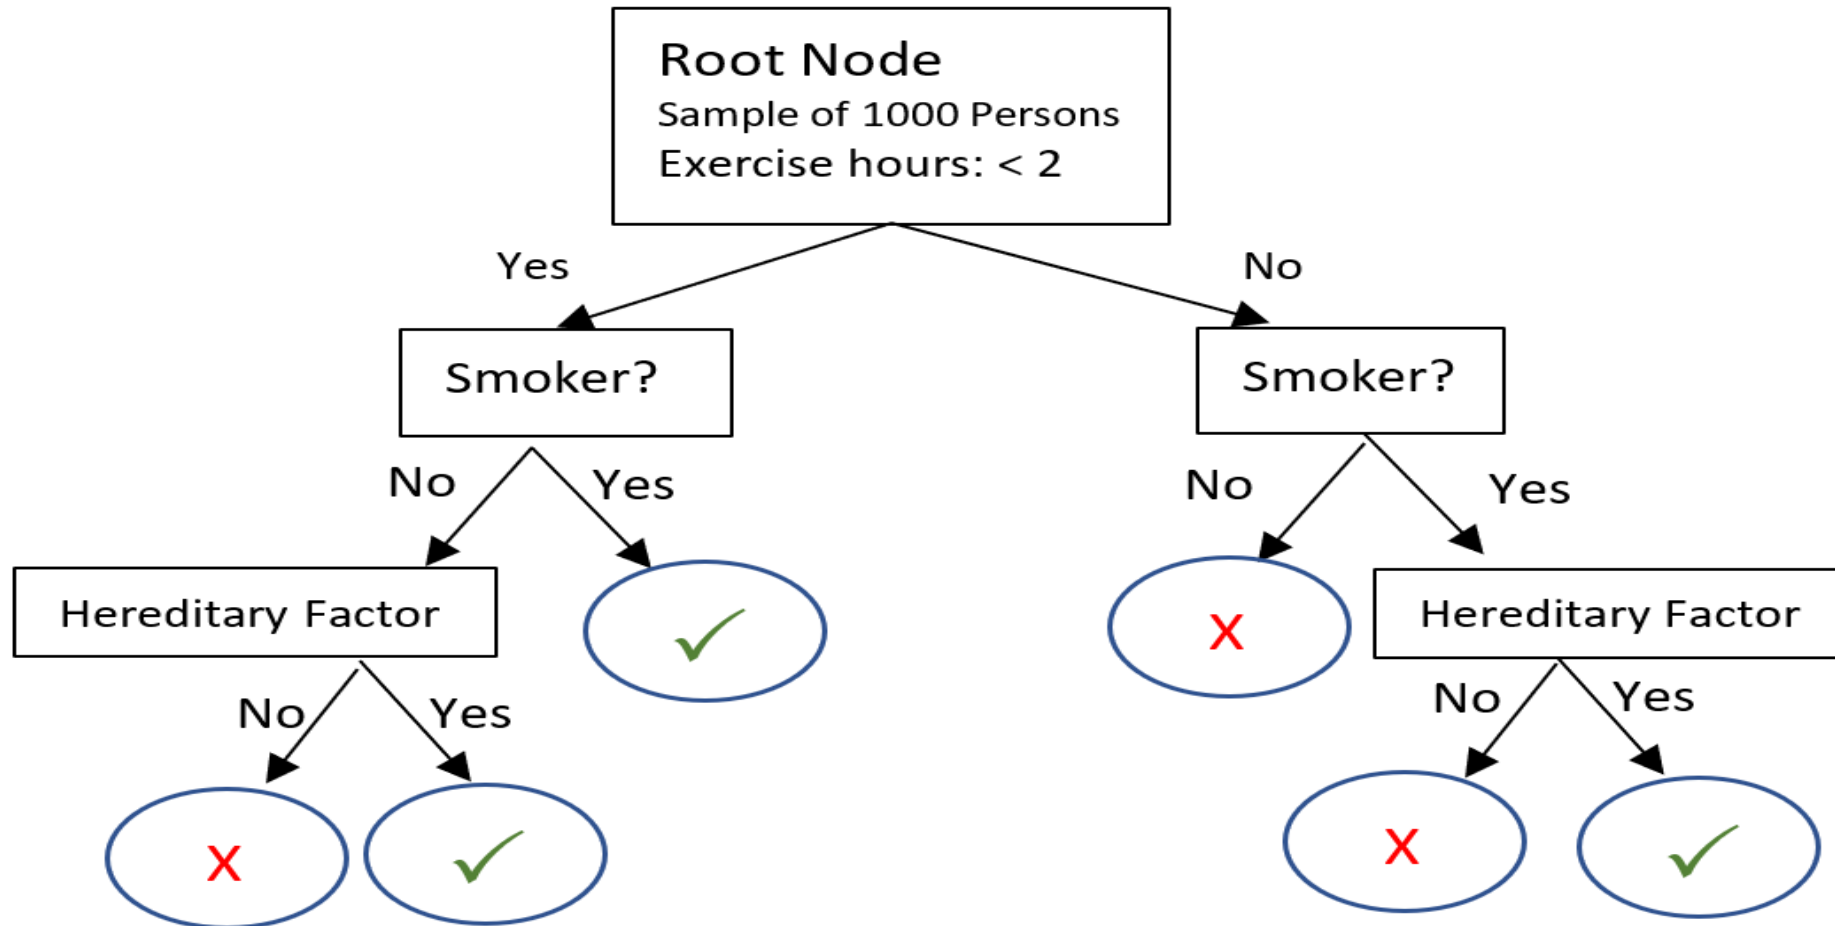 Root Node
Sample of 1000 Persons
Exercise hours: < 2
Yes
No
Smoker?
Smoker?
No
Yes
No
Yes
Hereditary Factor
Hereditary Factor
X
No
Yes
No
Yes
X
X